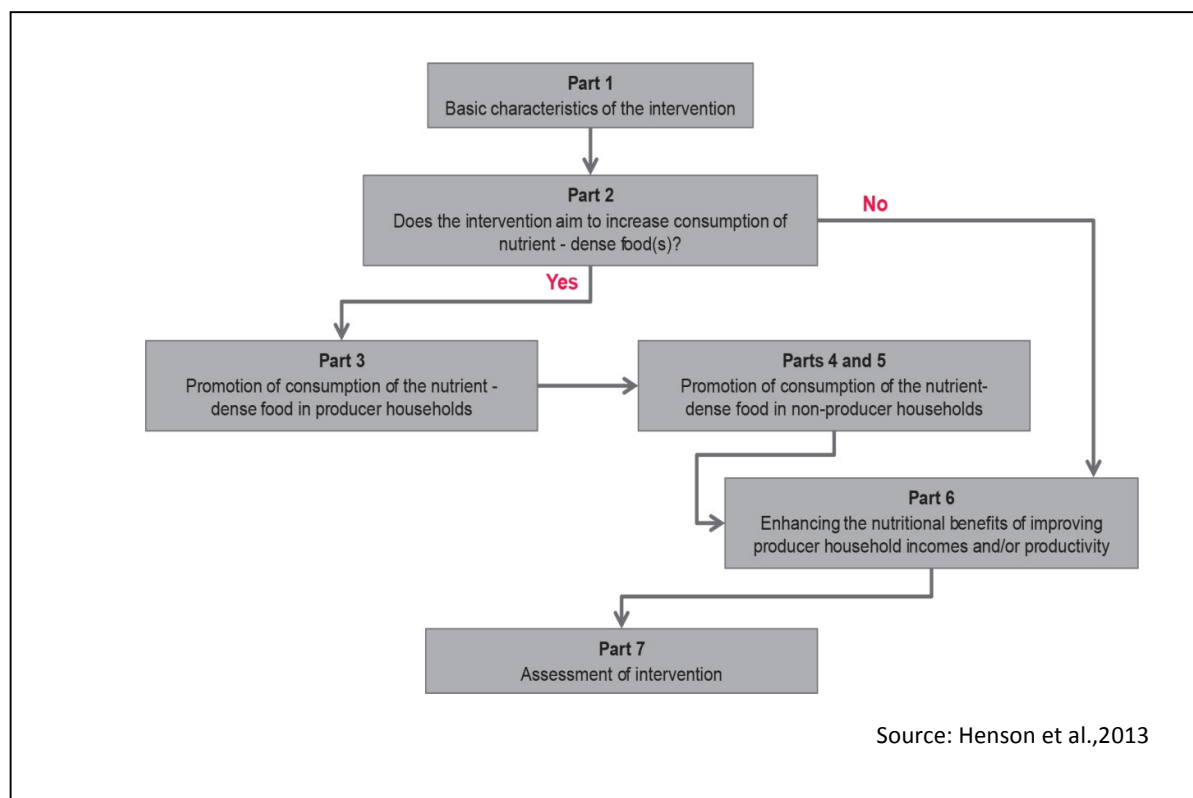 Part 1
Basic characteristics of the intervention
Part 2
Does the intervention aim to increase consumption of
nutrient - dense food(s)?
No
Yes
Part 3
Promotion of consumption of the nutrient -
dense food in producer households
Parts 4 and 5
Promotion of consumption of the nutrient-
dense food in non-producer households
Part 6
Enhancing the nutritional benefits of improving
producer household incomes and/or productivity
Part 7
Assessment of intervention
Source: Henson et al.,2013